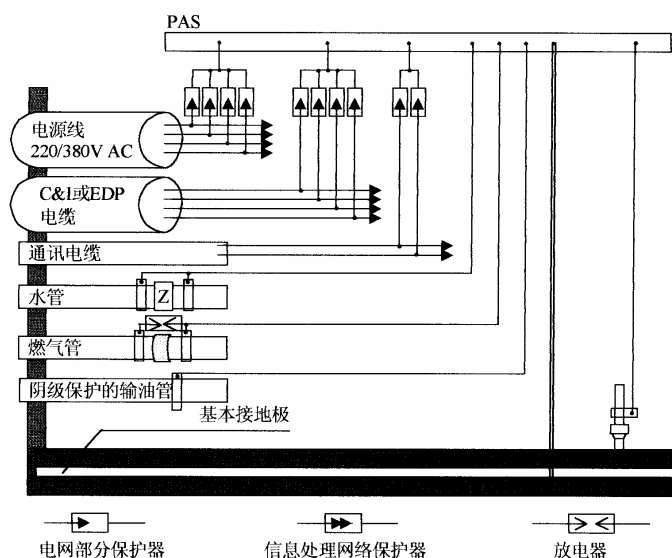 PAS
电源线
220/380V AC
C&I或EDP
电缆
通讯电缆
水管
Z
燃气管
阴级保护的输油管
基本接地极
电网部分保护器
信息处理网络保护器
放电器